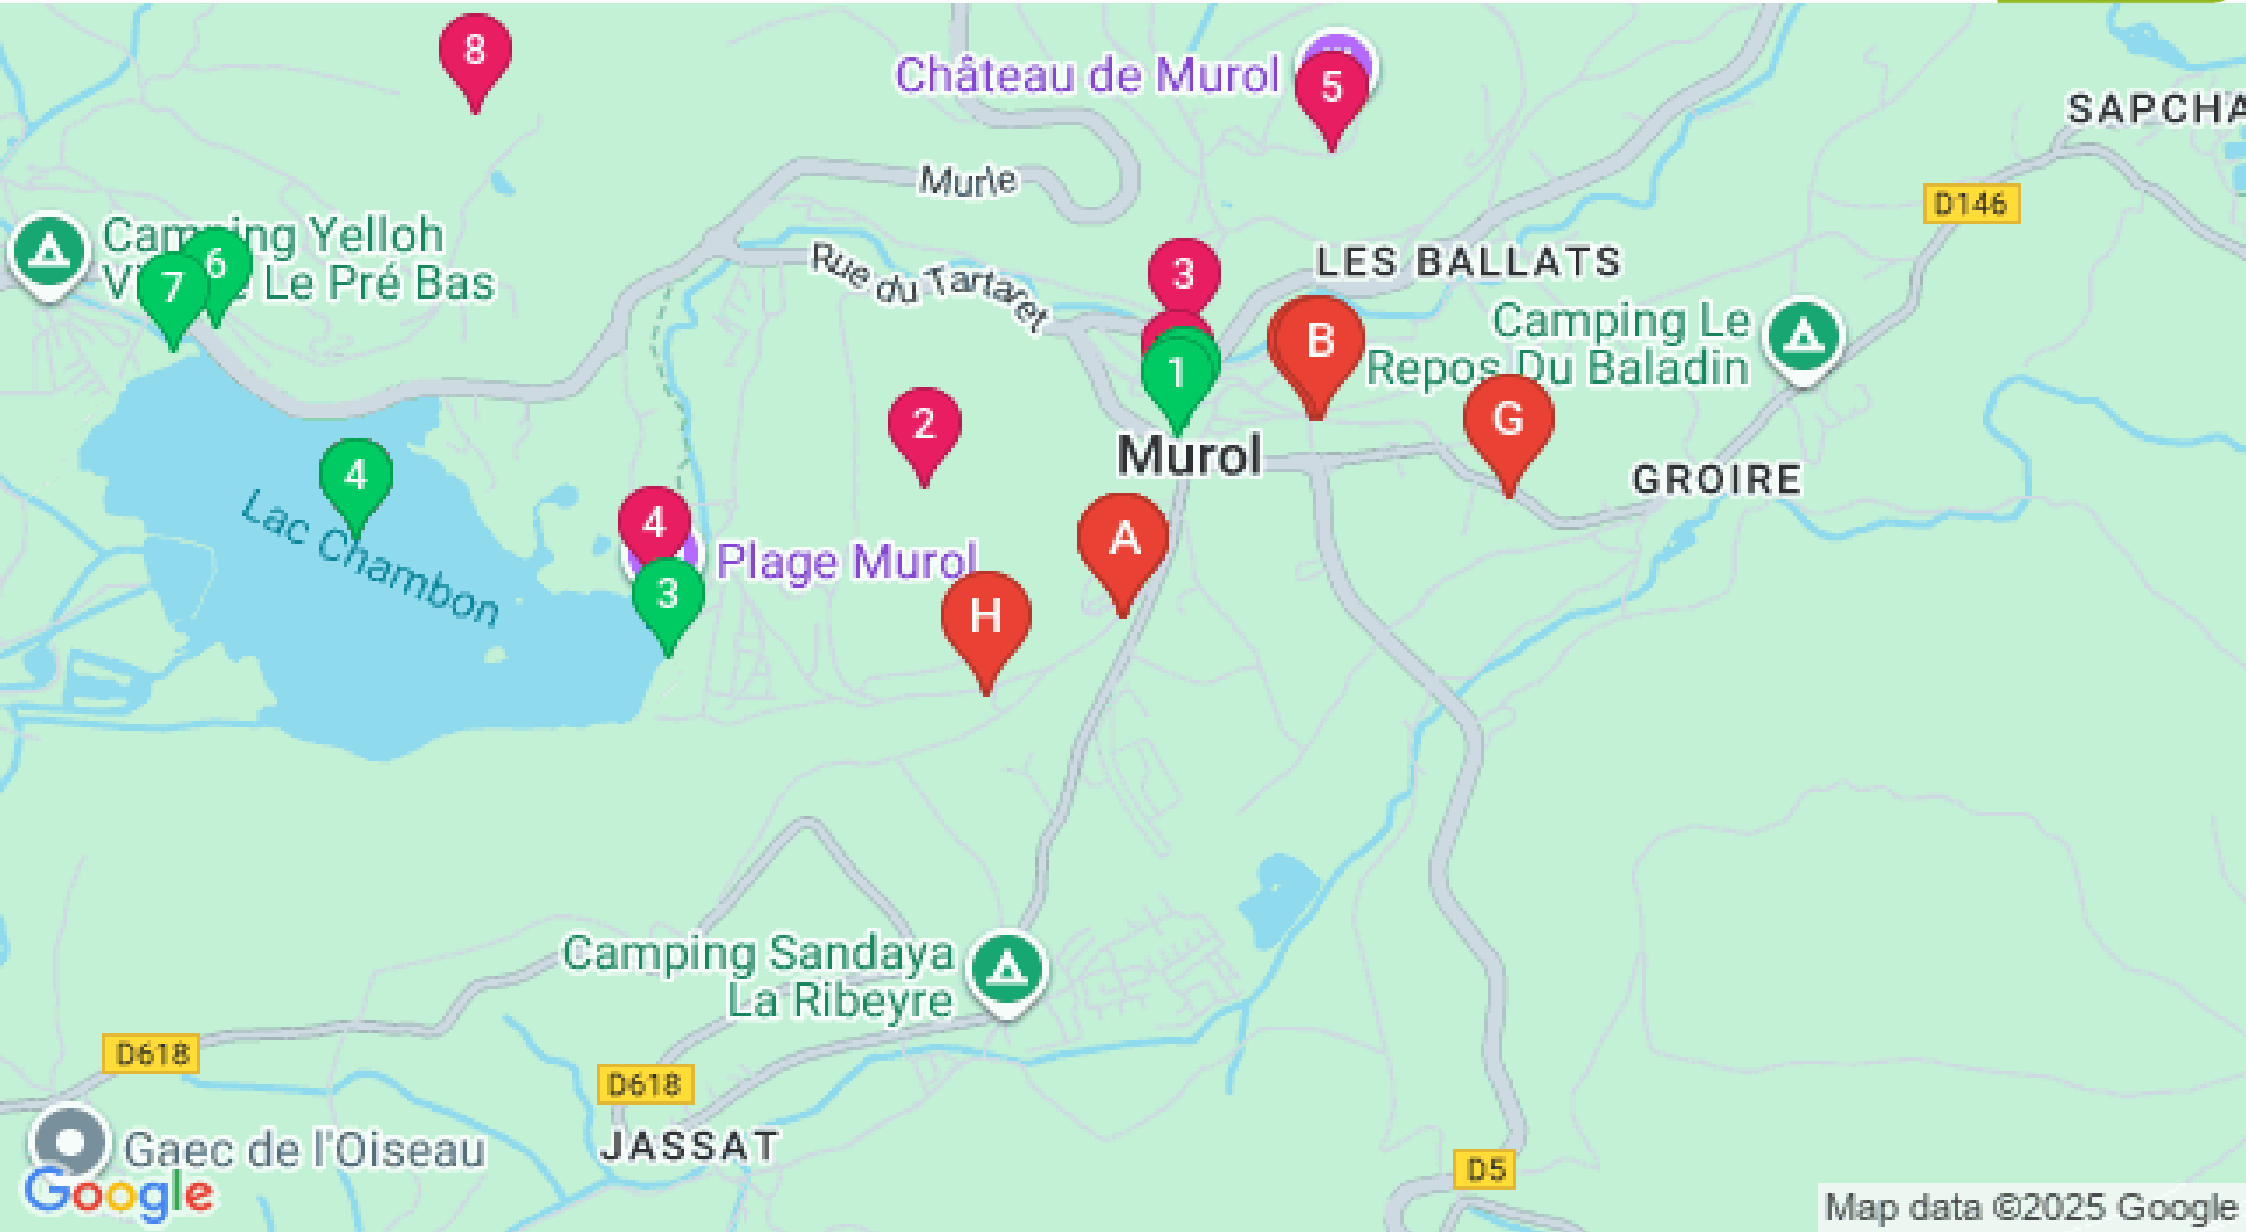 8
Château de Murol
5
SAPCHA
Murle
D146
Camping Yelloh
Village Le Pré Bas
6
7
Rue du Tartaret
3
LES BALLATS
1
B
Camping Le
Repos Du Baladin
G
2
Murol
GROIRE
4
Lac Chambon
4
Plage Murol
3
A
H
Camping Sandaya
La Ribeyre
D618
D618
JASSAT
Gaec de l'Oiseau
D5
Google
Map data ©2025 Google